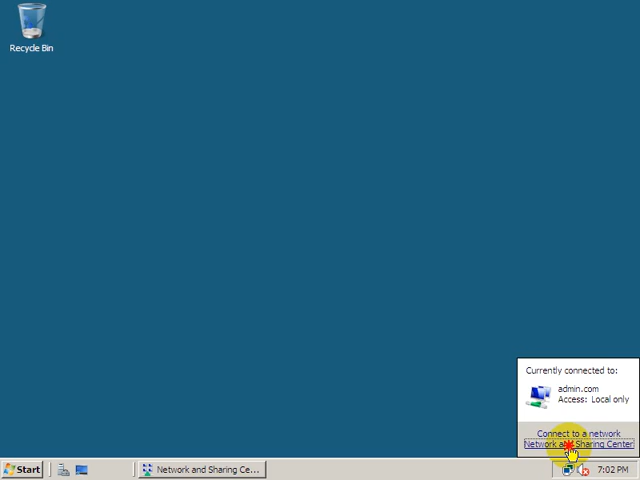 Recycle Bin
Currently connected to:
admin.com
Access: Local only
Connect to a network
Network and Sharing Center
Start
Network and Sharing Ce...
7:02 PM